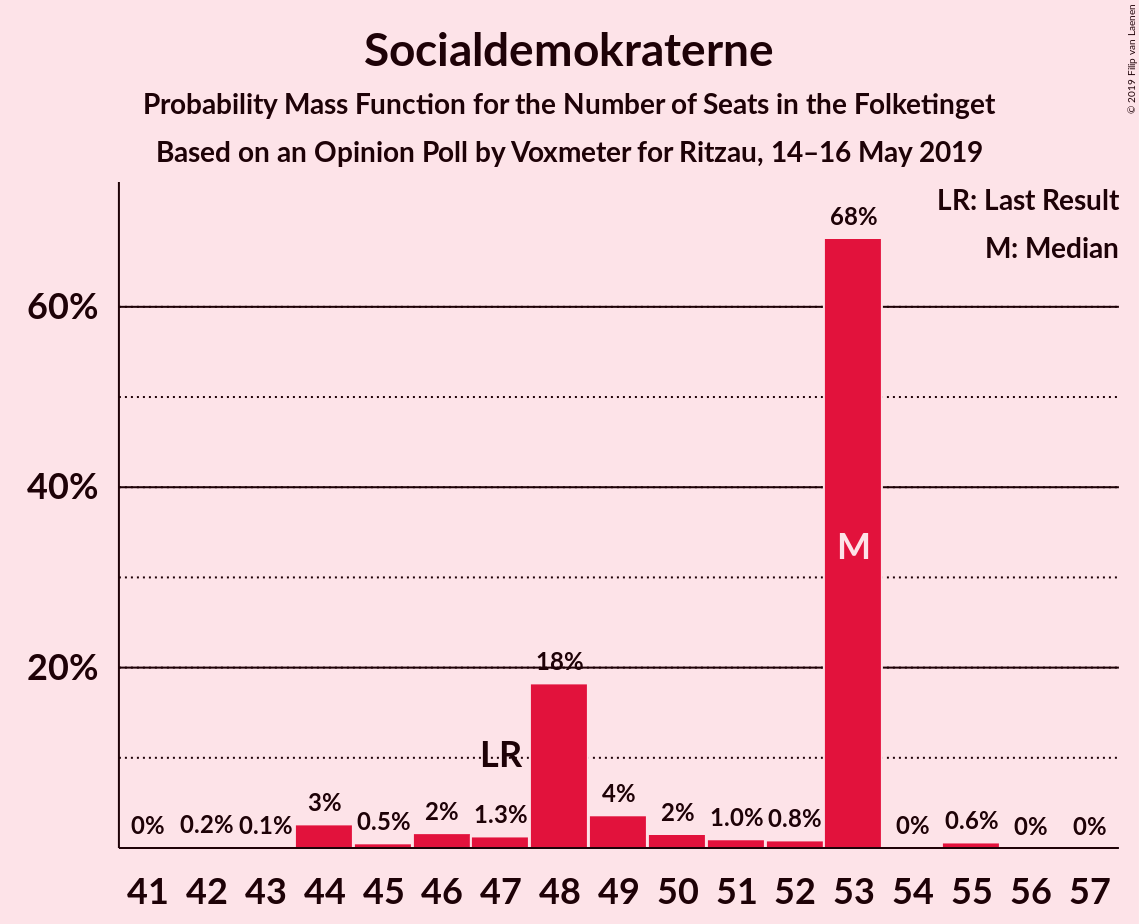 Socialdemokraterne
Probability Mass Function for the Number of Seats in the Folketinget
Based on an Opinion Poll by Voxmeter for Ritzau, 14–16 May 2019
© 2019 Filip van Laenen
LR: Last Result
M: Median
60%
40%
20%
0%
0.2%
0.1%
3%
0.5%
2%
1.3%
18%
4%
2%
1.0%
0.8%
68%
0%
0.6%
0%
0%
LR
M
41 42 43 44 45 46 47 48 49 50 51 52 53 54 55 56 57